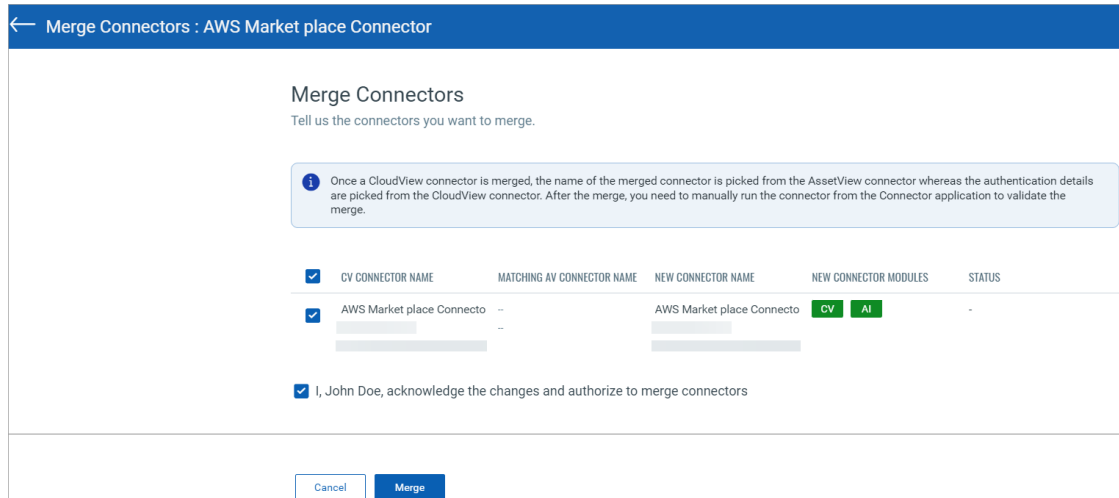 Merge Connectors : AWS Market place Connector
Merge Connectors
Tell us the connectors you want to merge.
Once a CloudView connector is merged, the name of the merged connector is picked from the AssetView connector whereas the authentication details
are picked from the CloudView connector. After the merge, you need to manually run the connector from the Connector application to validate the
merge.
CV CONNECTOR NAME MATCHING AV CONNECTOR NAME NEW CONNECTOR NAME NEW CONNECTOR MODULES STATUS
AWS Market place Connecto -- AWS Market place Connecto CV AI -
--
I, John Doe, acknowledge the changes and authorize to merge connectors
Cancel Merge